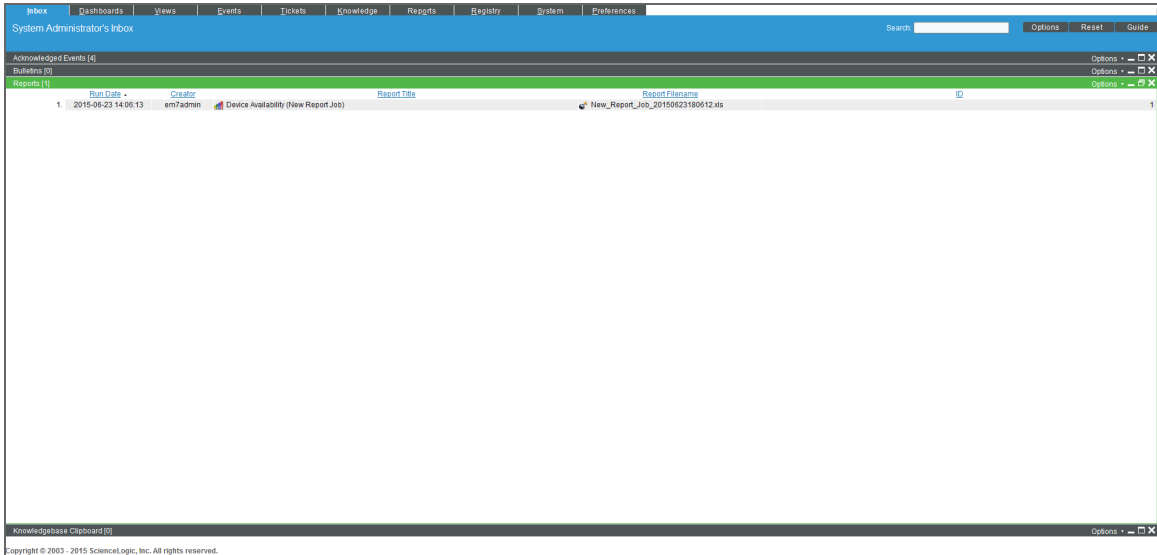 Inbox Dashboards Views Events Tickets Knowledge Reports Registry System Preferences
System Administrator's Inbox Search: Options Reset Guide
Acknowledged Events [4] Options
Bulletins [0] Options
Reports [1] Options
Run Date Creator Report Title Report Filename ID
1. 2015-06-23 14:06:13 em7admin Device Availability (New Report Job) New_Report_Job_20150623180612.xls 1
Knowledgebase Clipboard [0] Options
Copyright © 2003 - 2015 ScienceLogic, Inc. All rights reserved.